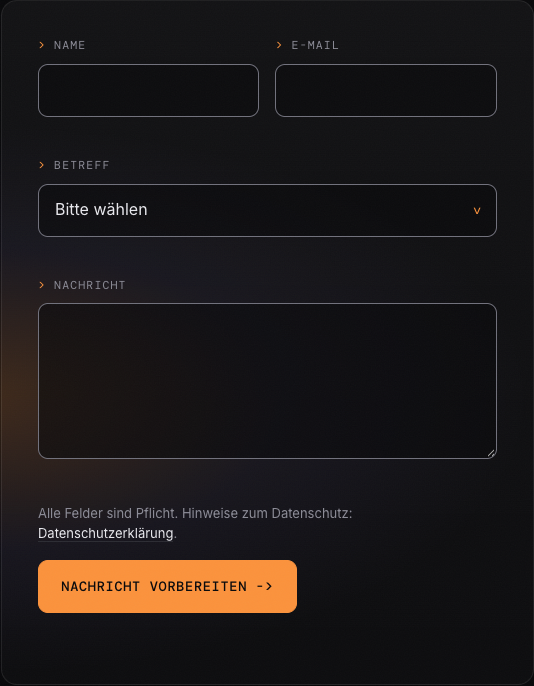 > NAME > E-MAIL
> BETREFF
Bitte wählen v
> NACHRICHT
Alle Felder sind Pflicht. Hinweise zum Datenschutz:
Datenschutzerklärung.
NACHRICHT VORBEREITEN ->